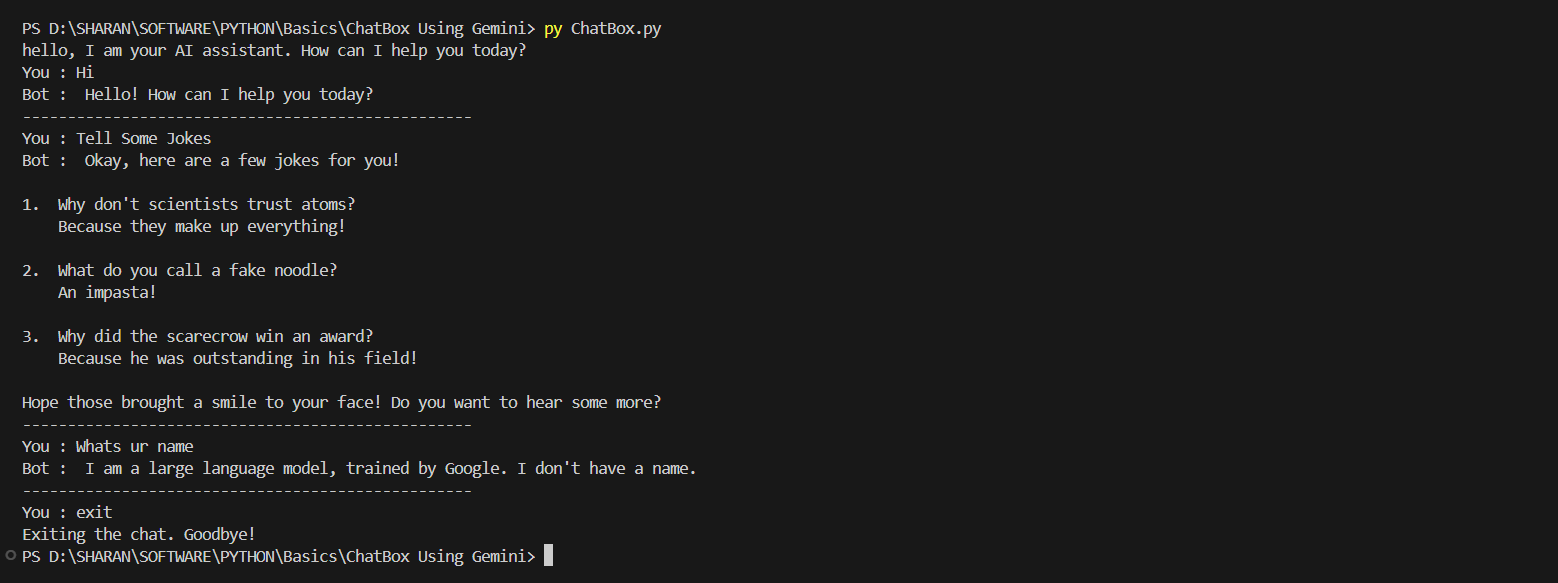 PS D:\SHARAN\SOFTWARE\PYTHON\Basics\ChatBox Using Gemini> py ChatBox.py
hello, I am your AI assistant. How can I help you today?
You : Hi
Bot :  Hello! How can I help you today?
--------------------------------------------------
You : Tell Some Jokes
Bot :  Okay, here are a few jokes for you!
1.  Why don't scientists trust atoms?
    Because they make up everything!
2.  What do you call a fake noodle?
    An impasta!
3.  Why did the scarecrow win an award?
    Because he was outstanding in his field!
Hope those brought a smile to your face! Do you want to hear some more?
--------------------------------------------------
You : Whats ur name
Bot :  I am a large language model, trained by Google. I don't have a name.
--------------------------------------------------
You : exit
Exiting the chat. Goodbye!
PS D:\SHARAN\SOFTWARE\PYTHON\Basics\ChatBox Using Gemini>